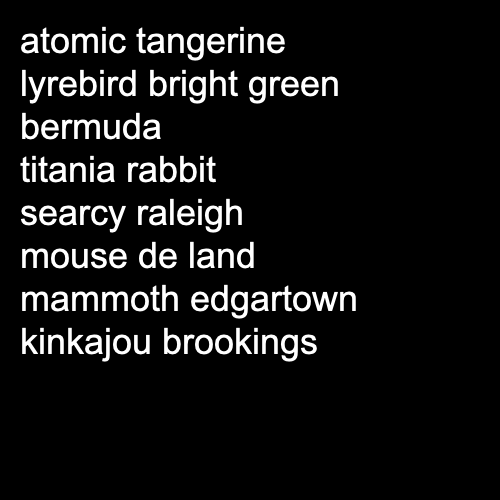 atomic tangerine
lyrebird bright green
bermuda
titania rabbit
searcy raleigh
mouse de land
mammoth edgartown
kinkajou brookings